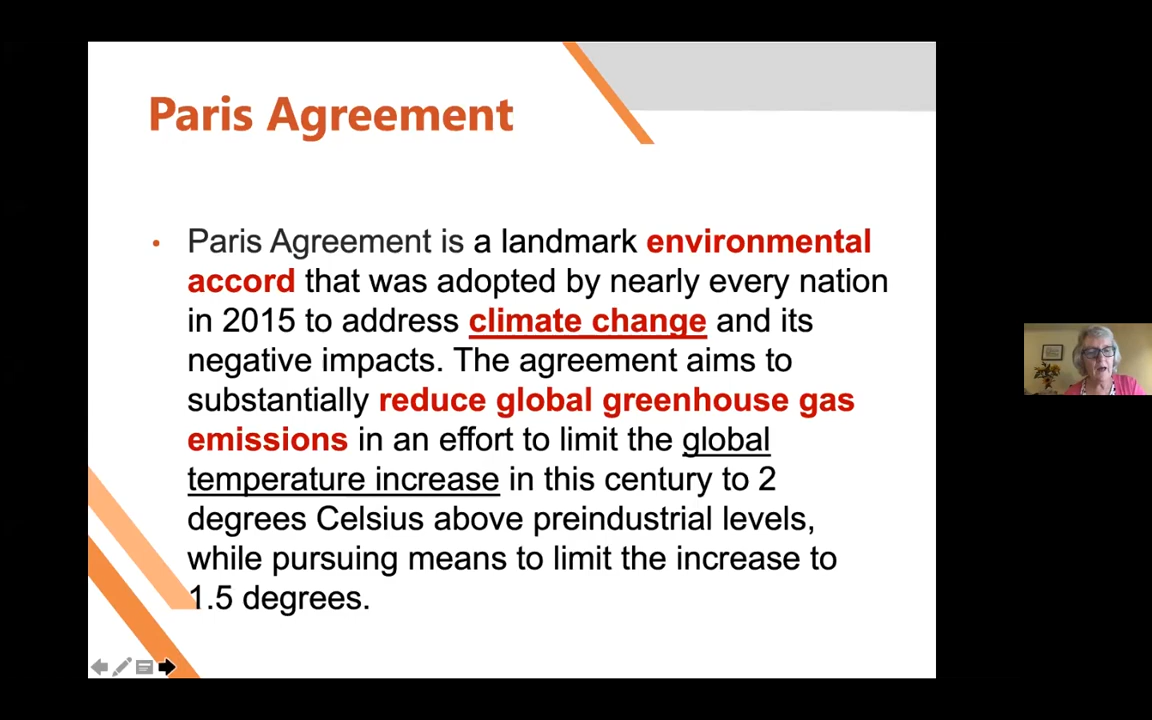 Paris Agreement
• Paris Agreement is a landmark environmental
accord that was adopted by nearly every nation
in 2015 to address climate change and its
negative impacts. The agreement aims to
substantially reduce global greenhouse gas
emissions in an effort to limit the global
temperature increase in this century to 2
degrees Celsius above preindustrial levels,
while pursuing means to limit the increase to
1.5 degrees.